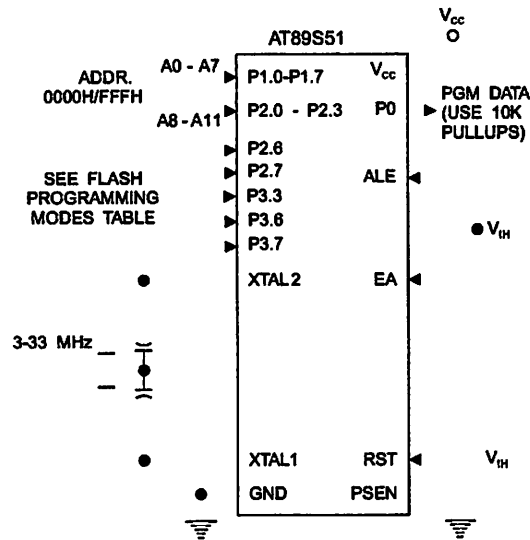 Vcc
AT89S51
A0 - A7
P1.0-P1.7
Vcc
ADDR.
0000H/FFFH
A8 - A11
P2.0 - P2.3
P0
PGM DATA
(USE 10K
PULLUPS)
P2.6
P2.7
ALE
SEE FLASH
PROGRAMMING
MODES TABLE
P3.3
P3.6
P3.7
VtH
XTAL2
EA
3-33 MHz
XTAL1
RST
VtH
GND
PSEN